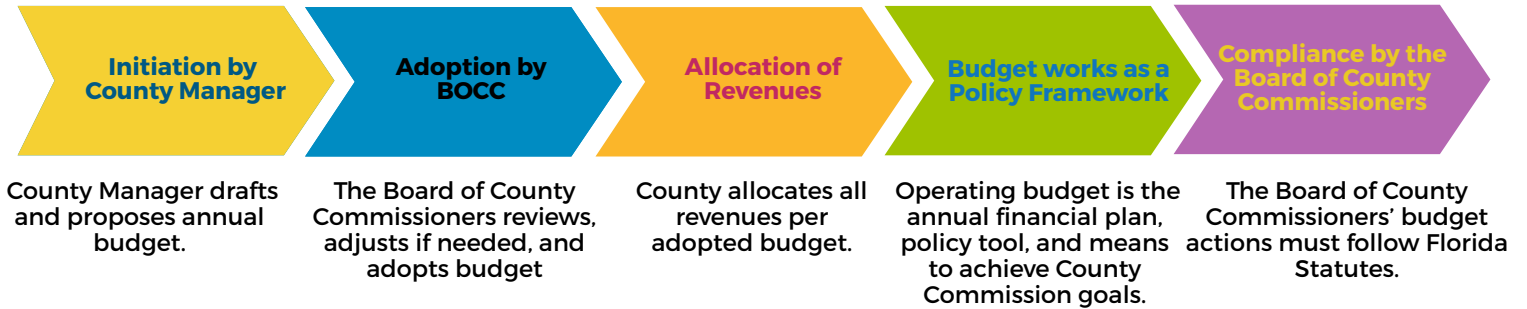 Initiation by
County Manager
Adoption by
BOCC
Allocation of
Revenues
Budget works as a
Policy Framework
Compliance by the
Board of County
Commissioners
County Manager drafts
and proposes annual
budget.
The Board of County
Commissioners reviews,
adjusts if needed, and
adopts budget
County allocates all
revenues per
adopted budget.
Operating budget is the
annual financial plan,
policy tool, and means
to achieve County
Commission goals.
The Board of County
Commissioners’ budget
actions must follow Florida
Statutes.